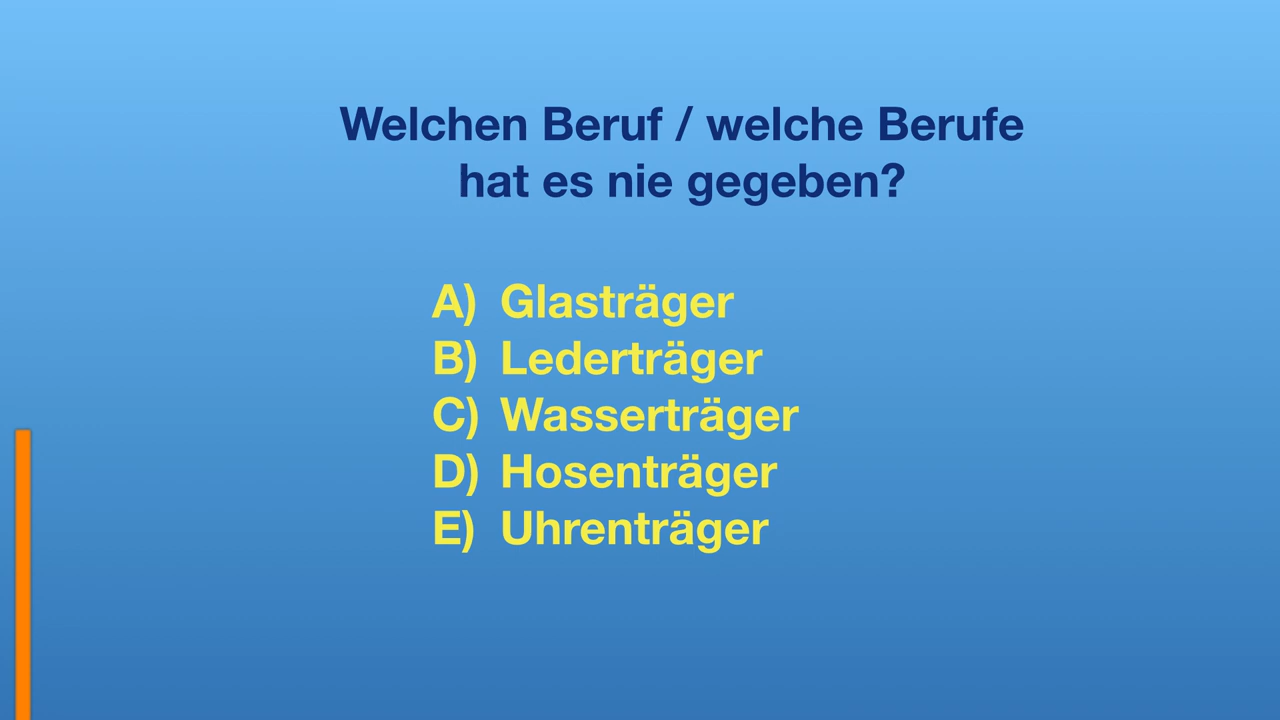 Welchen Beruf / welche Berufe
hat es nie gegeben?
A) Glasträger
B) Lederträger
C) Wasserträger
D) Hosenträger
E) Uhrenträger